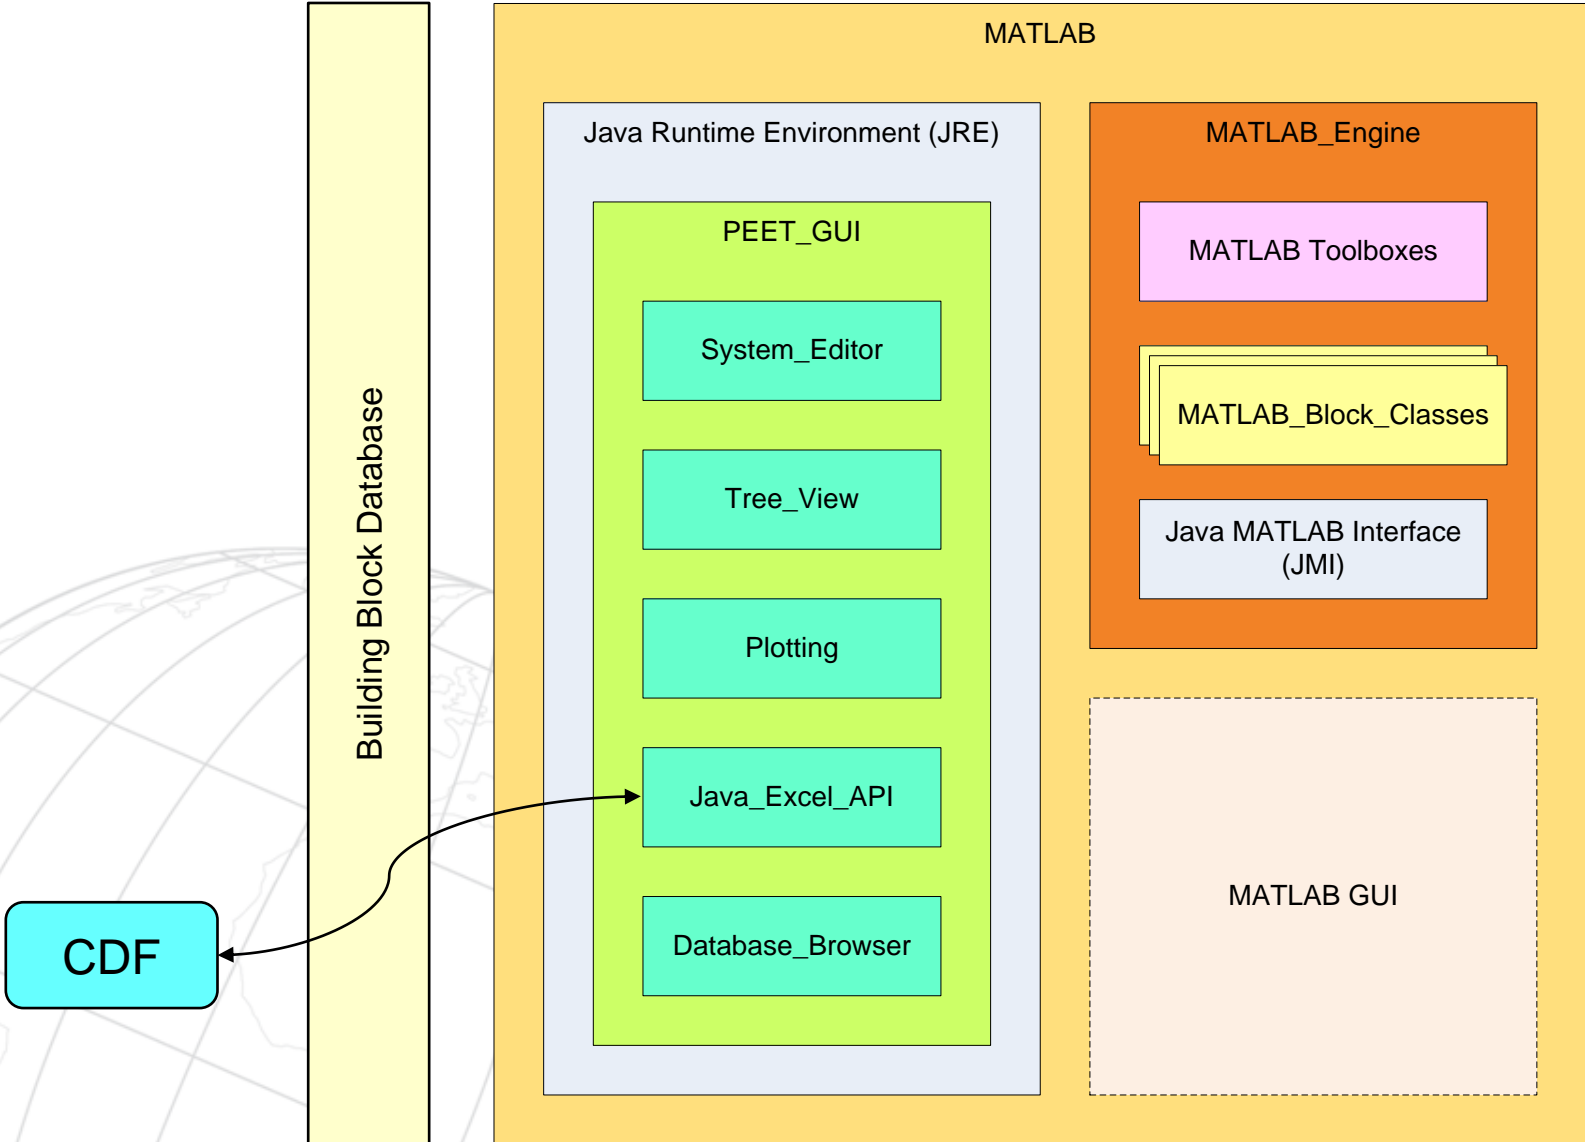 MATLAB
Java Runtime Environment (JRE)
PEET_GUI
System_Editor
Tree_View
Plotting
Java_Excel_API
Database_Browser
MATLAB_Engine
MATLAB Toolboxes
MATLAB_Block_Classes
Java MATLAB Interface
(JMI)
MATLAB GUI
Building Block Database
CDF